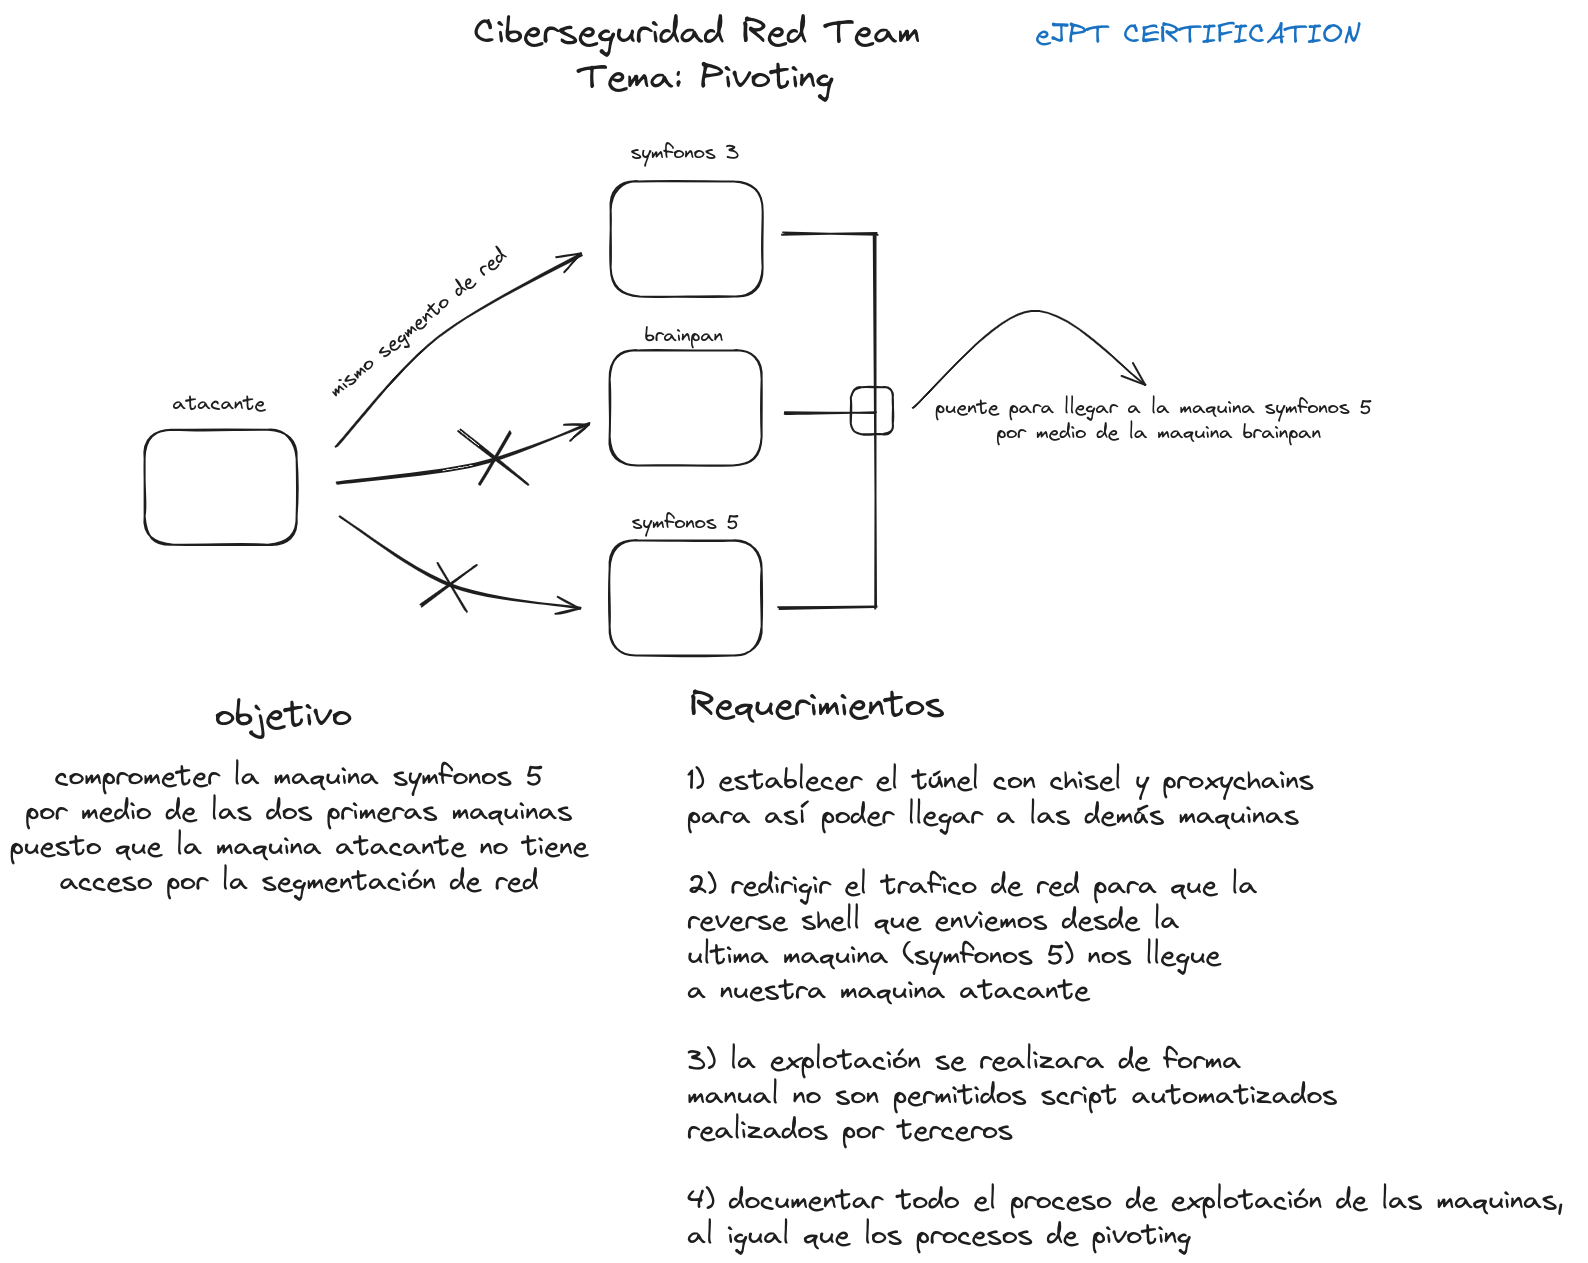 Ciberseguridad Red Team
Tema: Pivoting
eJPT CERTIFICATION
symfonos 3
mismo segmento de red
brainpan
atacante
puente para llegar a la maquina symfonos 5
por medio de la maquina brainpan
symfonos 5
objetivo
comprometer la maquina symfonos 5
por medio de las dos primeras maquinas
puesto que la maquina atacante no tiene
acceso por la segmentación de red
Requerimientos
1) establecer el túnel con chisel y proxychains
para así poder llegar a las demás maquinas
2) redirigir el trafico de red para que la
reverse shell que enviemos desde la
ultima maquina (symfonos 5) nos llegue
a nuestra maquina atacante
3) la explotación se realizara de forma
manual no son permitidos script automatizados
realizados por terceros
4) documentar todo el proceso de explotación de las maquinas,
al igual que los procesos de pivoting